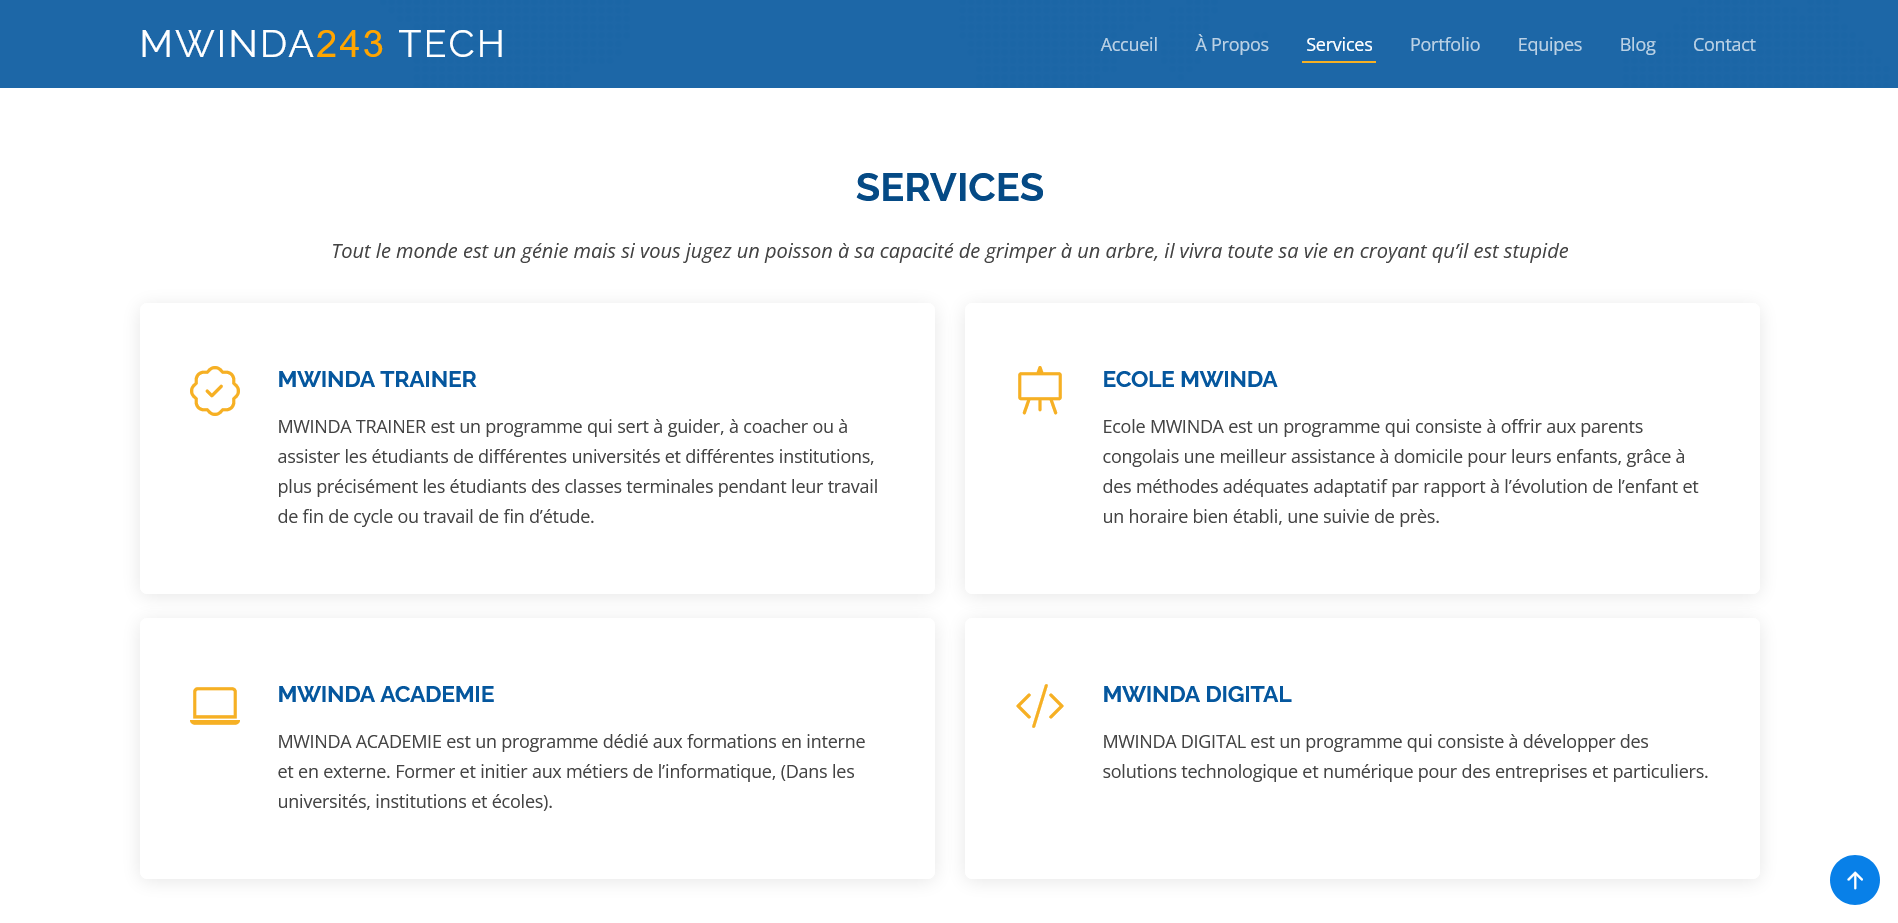 MWINDA243 TECH
Accueil À Propos Services Portfolio Equipes Blog Contact
SERVICES
Tout le monde est un génie mais si vous jugez un poisson à sa capacité de grimper à un arbre, il vivra toute sa vie en croyant qu’il est stupide
MWINDA TRAINER
MWINDA TRAINER est un programme qui sert à guider, à coacher ou à
assister les étudiants de différentes universités et différentes institutions,
plus précisément les étudiants des classes terminales pendant leur travail
de fin de cycle ou travail de fin d’étude.
ECOLE MWINDA
Ecole MWINDA est un programme qui consiste à offrir aux parents
congolais une meilleur assistance à domicile pour leurs enfants, grâce à
des méthodes adéquates adaptatif par rapport à l’évolution de l’enfant et
un horaire bien établi, une suivie de près.
MWINDA ACADEMIE
MWINDA ACADEMIE est un programme dédié aux formations en interne
et en externe. Former et initier aux métiers de l’informatique, (Dans les
universités, institutions et écoles).
MWINDA DIGITAL
MWINDA DIGITAL est un programme qui consiste à développer des
solutions technologique et numérique pour des entreprises et particuliers.